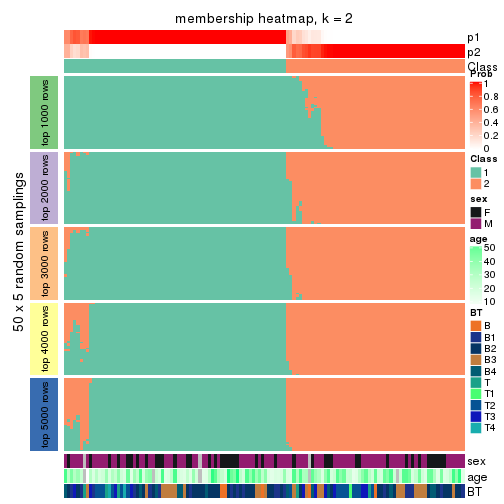 membership heatmap, k = 2
p1
p2
Class
top 1000 rows
top 2000 rows
top 3000 rows
top 4000 rows
top 5000 rows
50 x 5 random samplings
sex
age
BT
Prob
1
0.8
0.6
0.4
0.2
0
Class
1
2
sex
F
M
age
50
40
30
20
10
BT
B
B1
B2
B3
B4
T
T1
T2
T3
T4